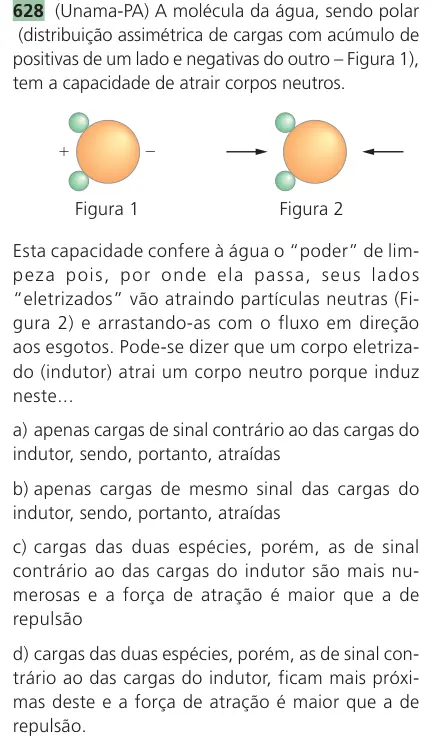 628 (Unama-PA) A molécula da água, sendo polar
(distribuição assimétrica de cargas com acúmulo de
positivas de um lado e negativas do outro – Figura 1),
tem a capacidade de atrair corpos neutros.
+ –
Figura 1 Figura 2
Esta capacidade confere à água o “poder” de lim-
peza pois, por onde ela passa, seus lados
“eletrizados” vão atraindo partículas neutras (Fi-
gura 2) e arrastando-as com o fluxo em direção
aos esgotos. Pode-se dizer que um corpo eletriza-
do (indutor) atrai um corpo neutro porque induz
neste...
a) apenas cargas de sinal contrário ao das cargas do
indutor, sendo, portanto, atraídas
b) apenas cargas de mesmo sinal das cargas do
indutor, sendo, portanto, atraídas
c) cargas das duas espécies, porém, as de sinal
contrário ao das cargas do indutor são mais nu-
merosas e a força de atração é maior que a de
repulsão
d) cargas das duas espécies, porém, as de sinal con-
trário ao das cargas do indutor, ficam mais próxi-
mas deste e a força de atração é maior que a de
repulsão.